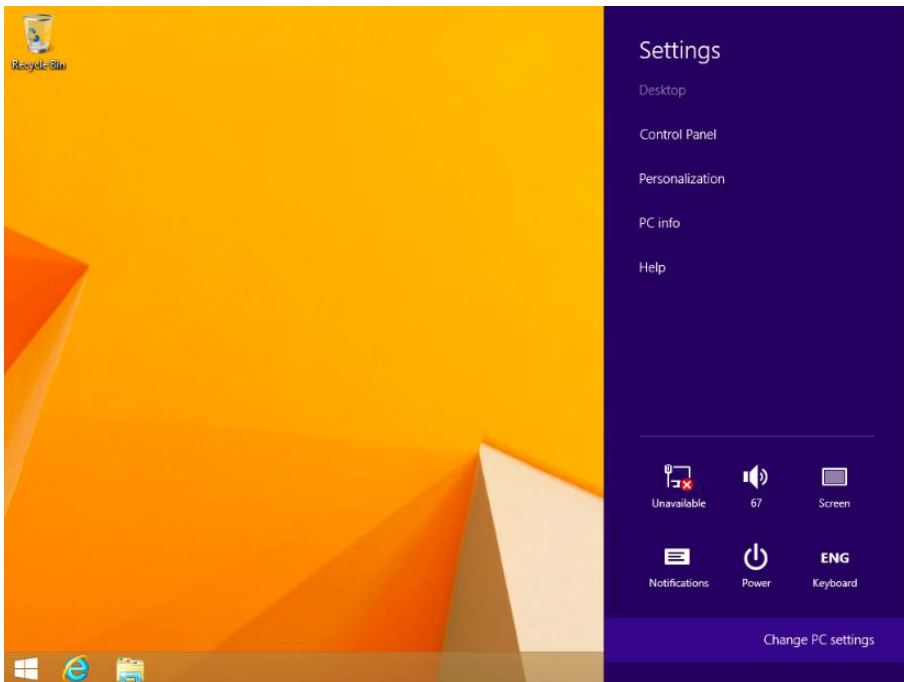 Recycle Bin
Settings
Desktop
Control Panel
Personalization
PC info
Help
Unavailable
67
Screen
Notifications
Power
ENG
Keyboard
Change PC settings